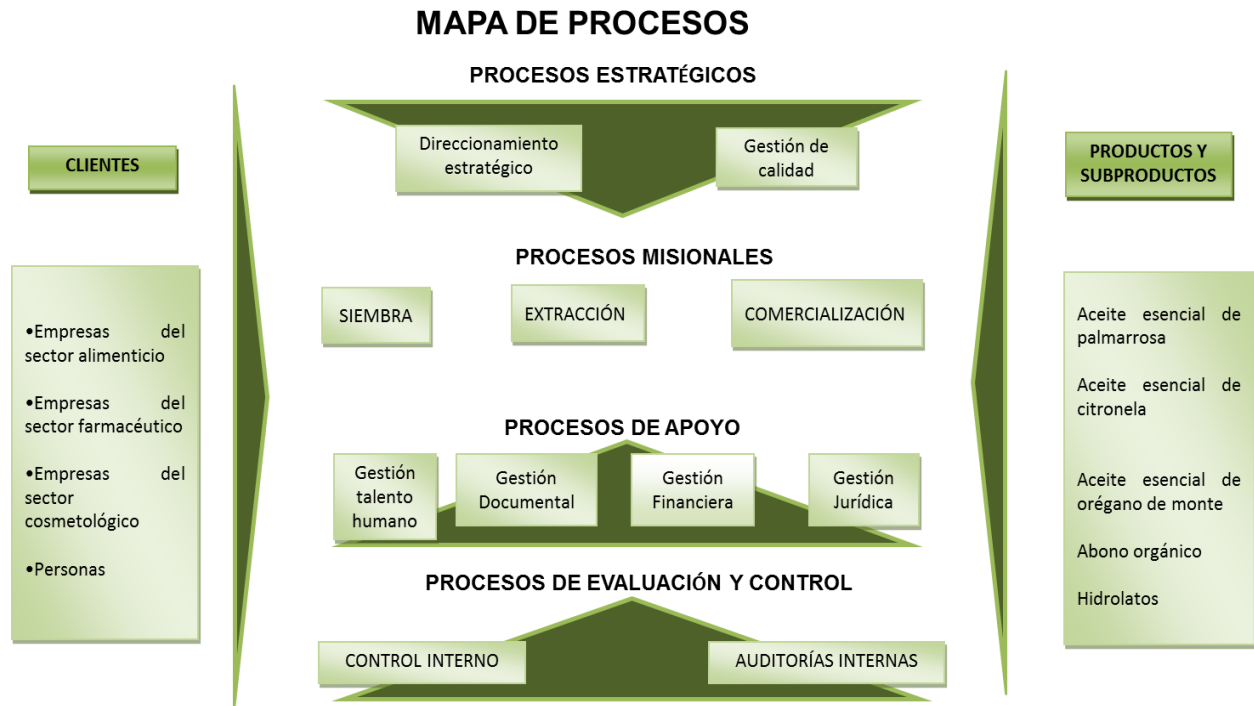 MAPA DE PROCESOS
PROCESOS ESTRATÉGICOS
Direccionamiento
estratégico
Gestión de
calidad
CLIENTES
•Empresas del
sector alimenticio
•Empresas del
sector farmacéutico
•Empresas del
sector
cosmetológico
•Personas
PROCESOS MISIONALES
SIEMBRA
EXTRACCIÓN
COMERCIALIZACIÓN
PROCESOS DE APOYO
Gestión
talento
humano
Gestión
Documental
Gestión
Financiera
Gestión
Jurídica
PROCESOS DE EVALUACIÓN Y CONTROL
CONTROL INTERNO
AUDITORÍAS INTERNAS
PRODUCTOS Y
SUBPRODUCTOS
Aceite esencial de
palmarrosa
Aceite esencial de
citronela
Aceite esencial de
orégano de monte
Abono orgánico
Hidrolatos